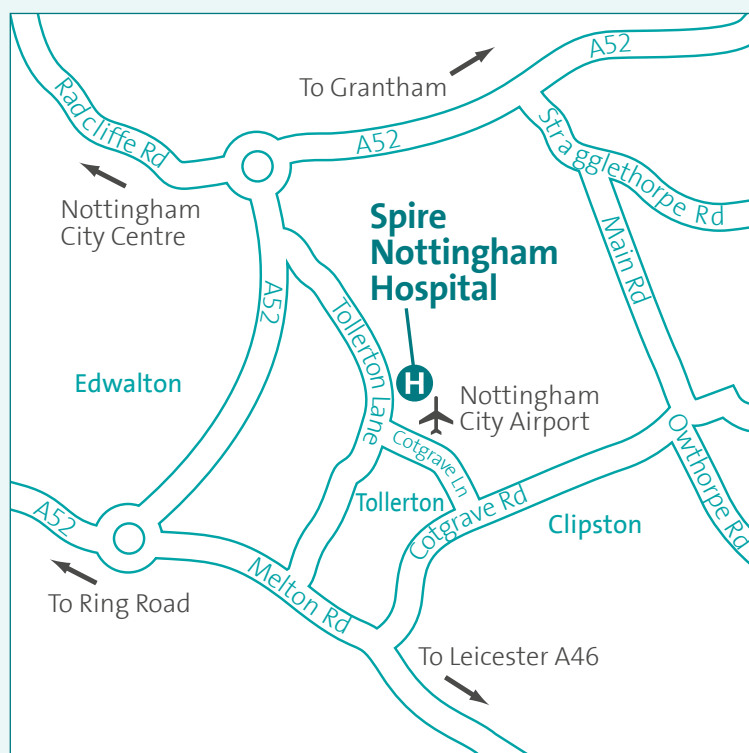 A52
To Grantham
Radcliffe Rd
A52
Stragglethorpe Rd
Nottingham
City Centre
Spire
Nottingham
Hospital
Main Rd
A52
Tollerton Lane
H
Edwalton
Nottingham
City Airport
Cotgrave Ln
Owthorpe Rd
Tollerton
Cotgrave Rd
Clipston
A52
Melton Rd
To Ring Road
To Leicester A46